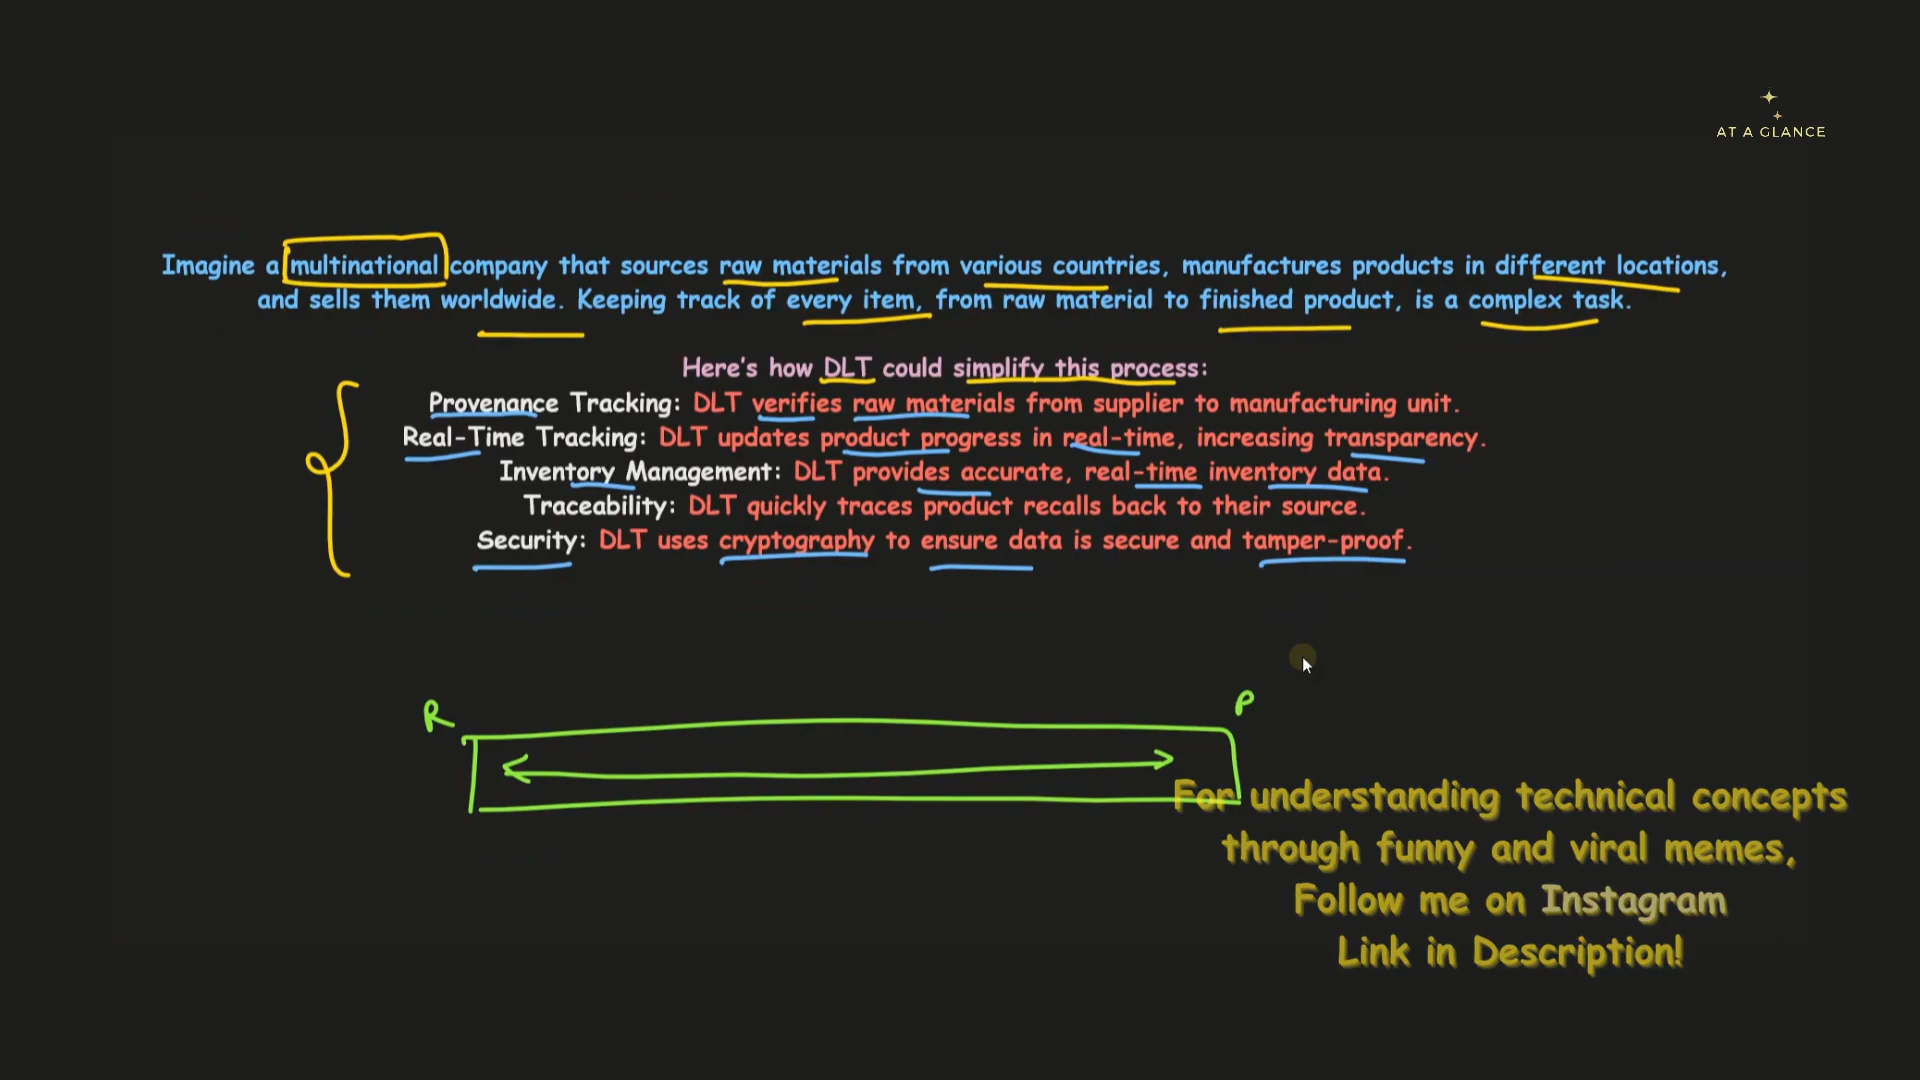 AT A GLANCE
Imagine a multinational company that sources raw materials from various countries, manufactures products in different locations,
and sells them worldwide. Keeping track of every item, from raw material to finished product, is a complex task.
Here's how DLT could simplify this process:
Provenance Tracking: DLT verifies raw materials from supplier to manufacturing unit.
Real-Time Tracking: DLT updates product progress in real-time, increasing transparency.
Inventory Management: DLT provides accurate, real-time inventory data.
Traceability: DLT quickly traces product recalls back to their source.
Security: DLT uses cryptography to ensure data is secure and tamper-proof.
R
P
For understanding technical concepts
through funny and viral memes,
Follow me on Instagram
Link in Description!